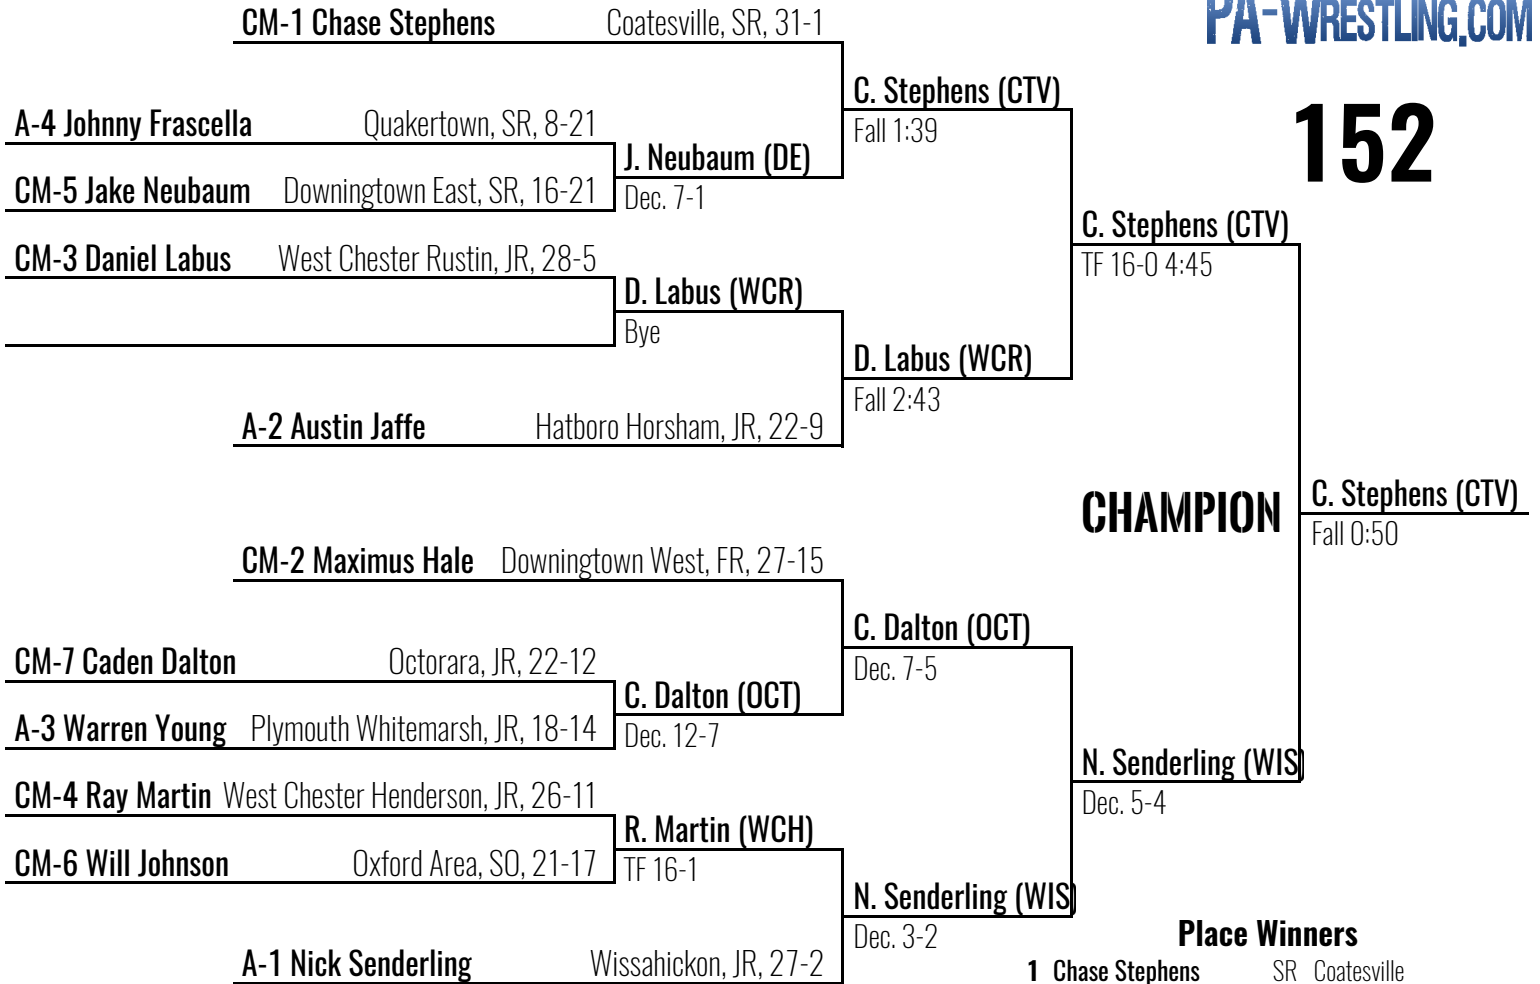 PA-WRESTLING.COM
152
CM-1 Chase Stephens Coatesville, SR, 31-1
C. Stephens (CTV)
Fall 1:39
A-4 Johnny Frascella Quakertown, SR, 8-21
J. Neubaum (DE)
Dec. 7-1
CM-5 Jake Neubaum Downingtown East, SR, 16-21
C. Stephens (CTV)
TF 16-0 4:45
CM-3 Daniel Labus West Chester Rustin, JR, 28-5
D. Labus (WCR)
Bye
D. Labus (WCR)
Fall 2:43
A-2 Austin Jaffe Hatboro Horsham, JR, 22-9
CHAMPION
C. Stephens (CTV)
Fall 0:50
CM-2 Maximus Hale Downingtown West, FR, 27-15
C. Dalton (OCT)
Dec. 7-5
CM-7 Caden Dalton Octorara, JR, 22-12
C. Dalton (OCT)
Dec. 12-7
A-3 Warren Young Plymouth Whitemarsh, JR, 18-14
N. Senderling (WIS)
Dec. 5-4
CM-4 Ray Martin West Chester Henderson, JR, 26-11
R. Martin (WCH)
TF 16-1
CM-6 Will Johnson Oxford Area, SO, 21-17
N. Senderling (WIS)
Dec. 3-2
A-1 Nick Senderling Wissahickon, JR, 27-2
Place Winners
1 Chase Stephens SR Coatesville